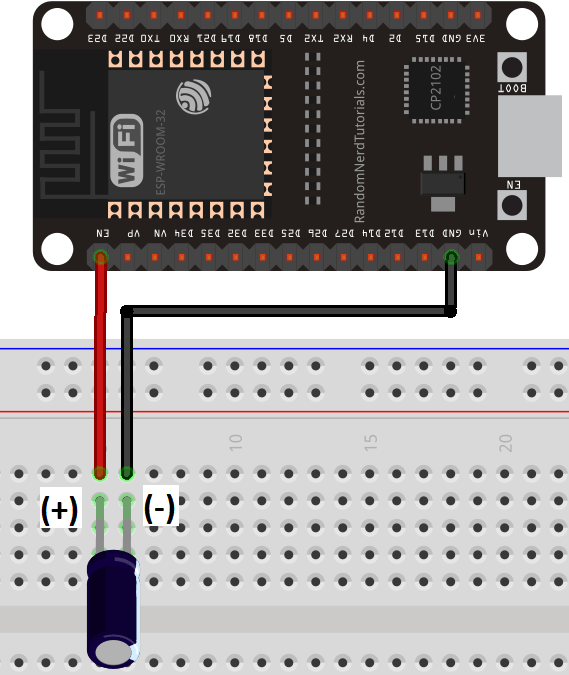 D23 D22 TX0 RX0 D21 D19 D18 D5 TX2 RX2 D4 D2 D15 GND 3V3
BOOT
CP2102
WiFi
ESP-WROOM-32
RandomNerdTutorials.com
EN
EN VP VN D34 D35 D32 D33 D25 D26 D27 D14 D12 D13 GND Vin
10 15 20
(+) (-)